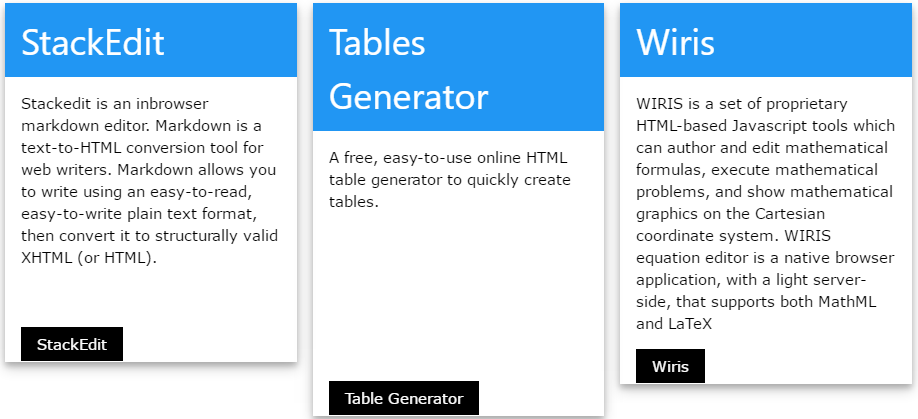 StackEdit
Stackedit is an inbrowser
markdown editor. Markdown is a
text-to-HTML conversion tool for
web writers. Markdown allows you
to write using an easy-to-read,
easy-to-write plain text format,
then convert it to structurally valid
XHTML (or HTML).
StackEdit
Tables
Generator
A free, easy-to-use online HTML
table generator to quickly create
tables.
Table Generator
Wiris
WIRIS is a set of proprietary
HTML-based Javascript tools which
can author and edit mathematical
formulas, execute mathematical
problems, and show mathematical
graphics on the Cartesian
coordinate system. WIRIS
equation editor is a native browser
application, with a light server-
side, that supports both MathML
and LaTeX
Wiris